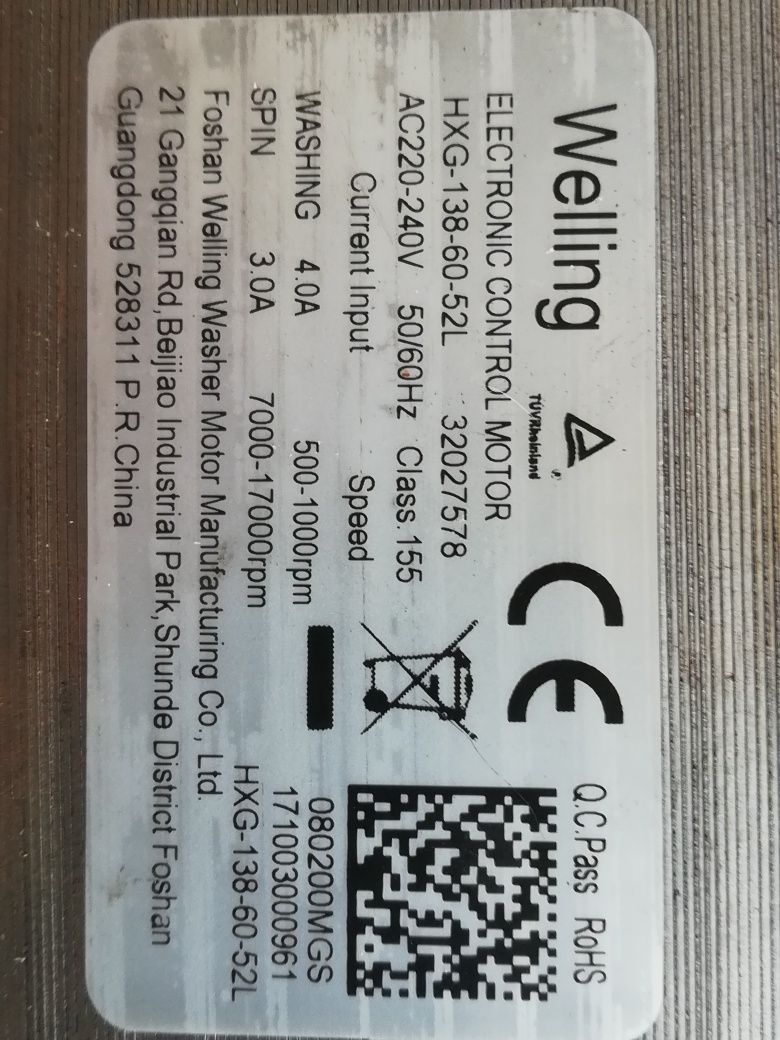 Welling
TÜVRheinland
®
CE
Q.C.Pass RoHS
ELECTRONIC CONTROL MOTOR
HXG-138-60-52L 32027578
AC220-240V 50/60Hz Class.155
Current Input Speed
WASHING 4.0A 500-1000rpm
SPIN 3.0A 7000-17000rpm
Foshan Welling Washer Motor Manufacturing Co., Ltd.
21 Gangqian Rd,Beijiao Industrial Park,Shunde District Foshan
Guangdong 528311 P.R.China
080200MGS
171003000961
HXG-138-60-52L